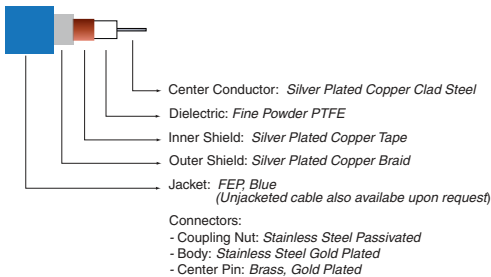 Center Conductor: Silver Plated Copper Clad Steel
Dielectric: Fine Powder PTFE
Inner Shield: Silver Plated Copper Tape
Outer Shield: Silver Plated Copper Braid
Jacket: FEP, Blue
(Unjacketed cable also availabe upon request)
Connectors:
- Coupling Nut: Stainless Steel Passivated
- Body: Stainless Steel Gold Plated
- Center Pin: Brass, Gold Plated